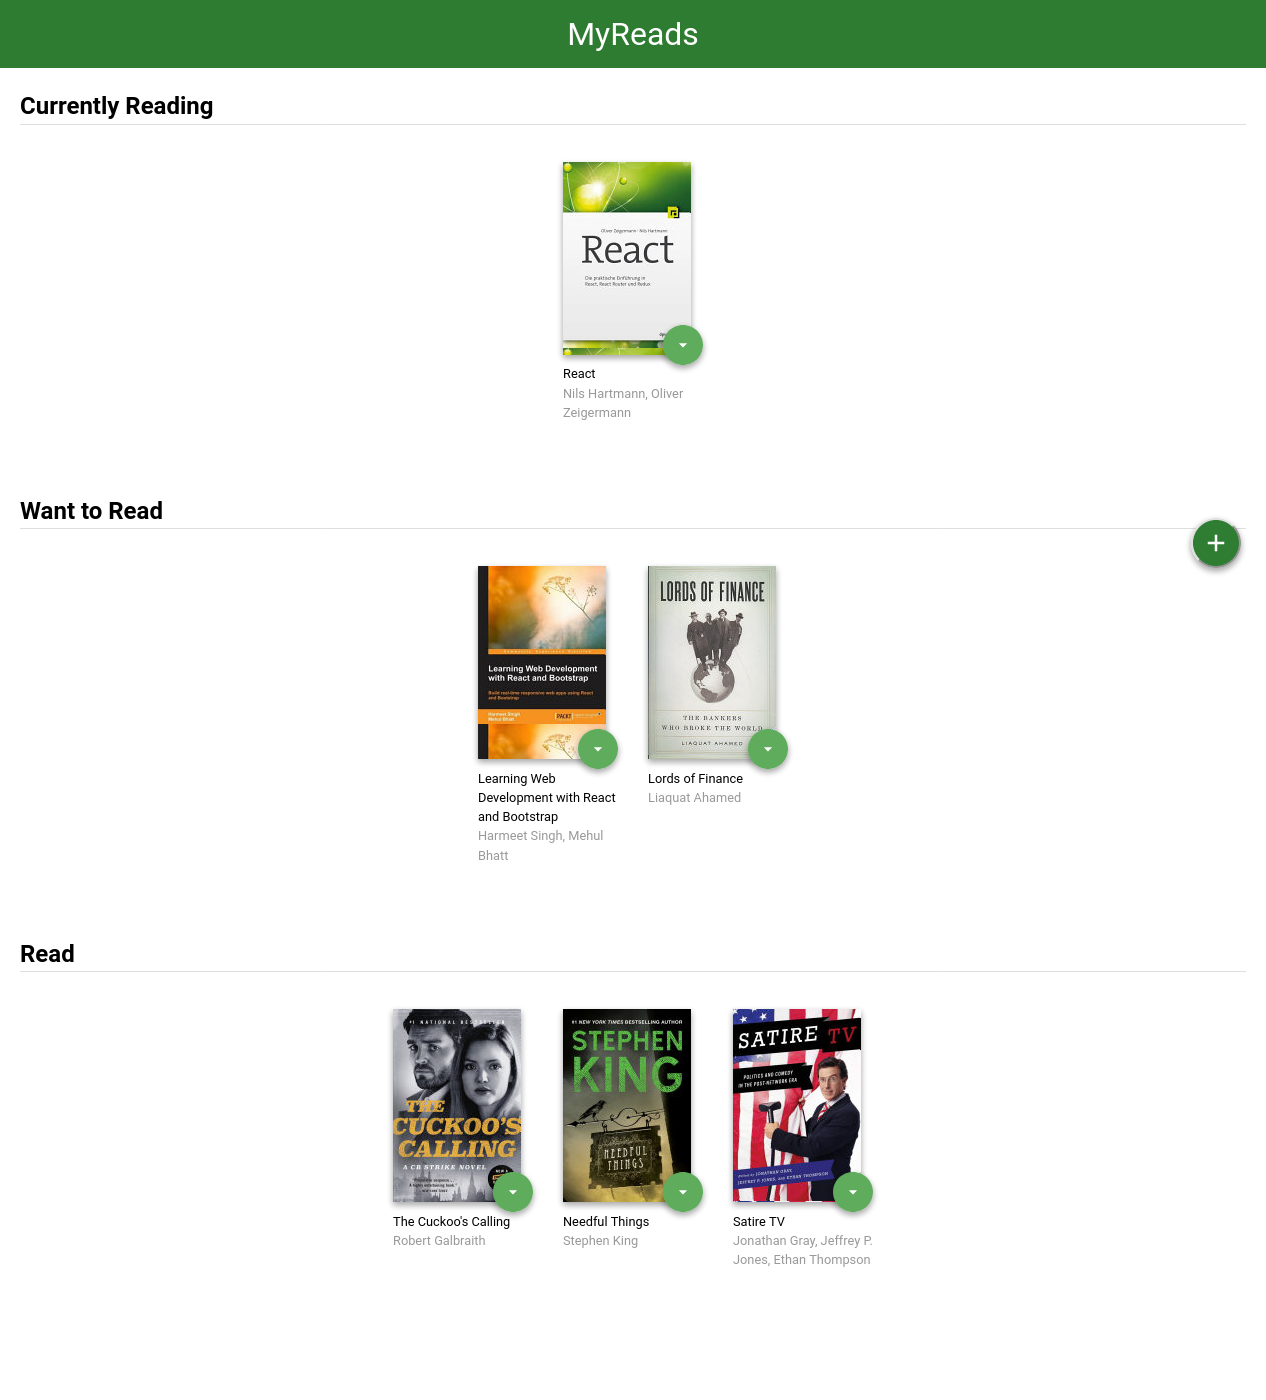 MyReads
Currently Reading
Oliver Zeigermann · Nils Hartmann
React
Die praktische Einführung in
React, React Router und Redux
React
Nils Hartmann, Oliver
Zeigermann
Want to Read
Learning Web Development
with React and Bootstrap
Build real-time responsive web apps using React
and Bootstrap
Harmeet Singh
Mehul Bhatt
PACKT
LORDS OF FINANCE
THE BANKERS
WHO BROKE THE WORLD
LIAQUAT AHAMED
Learning Web
Development with React
and Bootstrap
Harmeet Singh, Mehul
Bhatt
Lords of Finance
Liaquat Ahamed
Read
#1 NATIONAL BESTSELLER
THE
CUCKOO'S
CALLING
A CB STRIKE NOVEL
#1 NEW YORK TIMES BESTSELLING AUTHOR
STEPHEN
KING
NEEDFUL
THINGS
SATIRE TV
POLITICS AND COMEDY
IN THE POST-NETWORK ERA
edited by JONATHAN GRAY,
JEFFREY P. JONES, and ETHAN THOMPSON
The Cuckoo's Calling
Robert Galbraith
Needful Things
Stephen King
Satire TV
Jonathan Gray, Jeffrey P.
Jones, Ethan Thompson